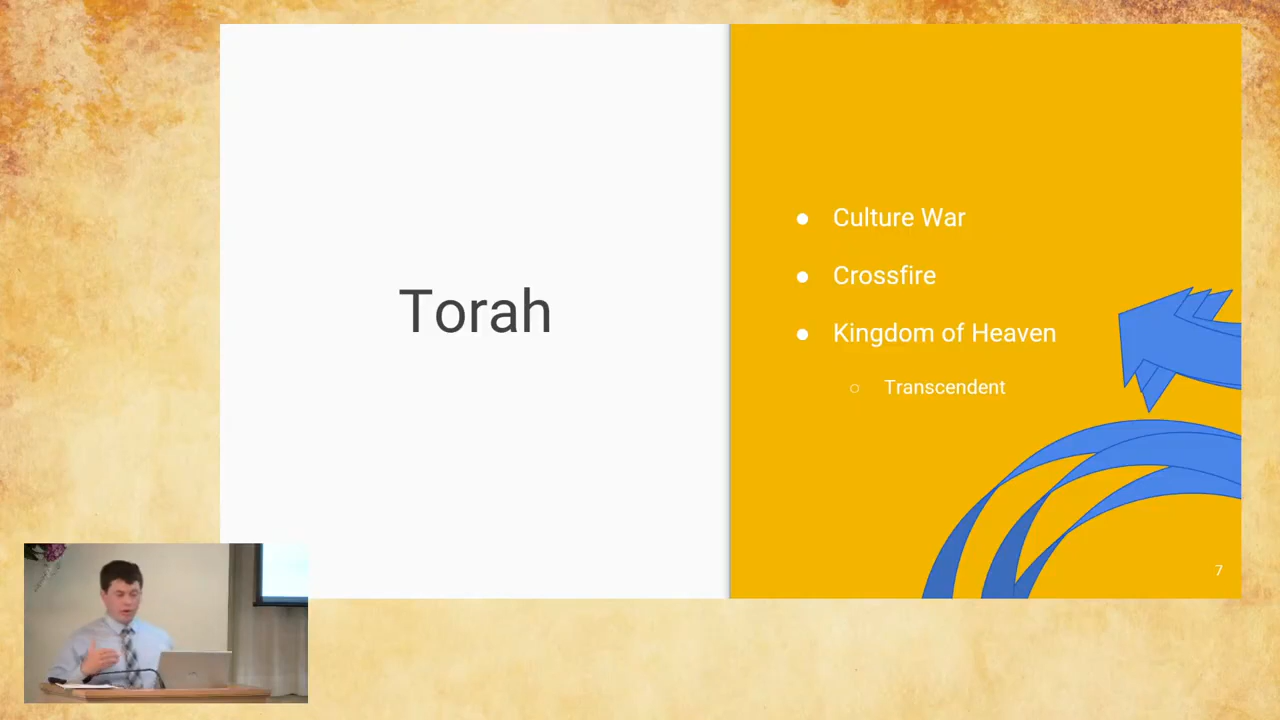 Torah
● Culture War
● Crossfire
● Kingdom of Heaven
○ Transcendent
7